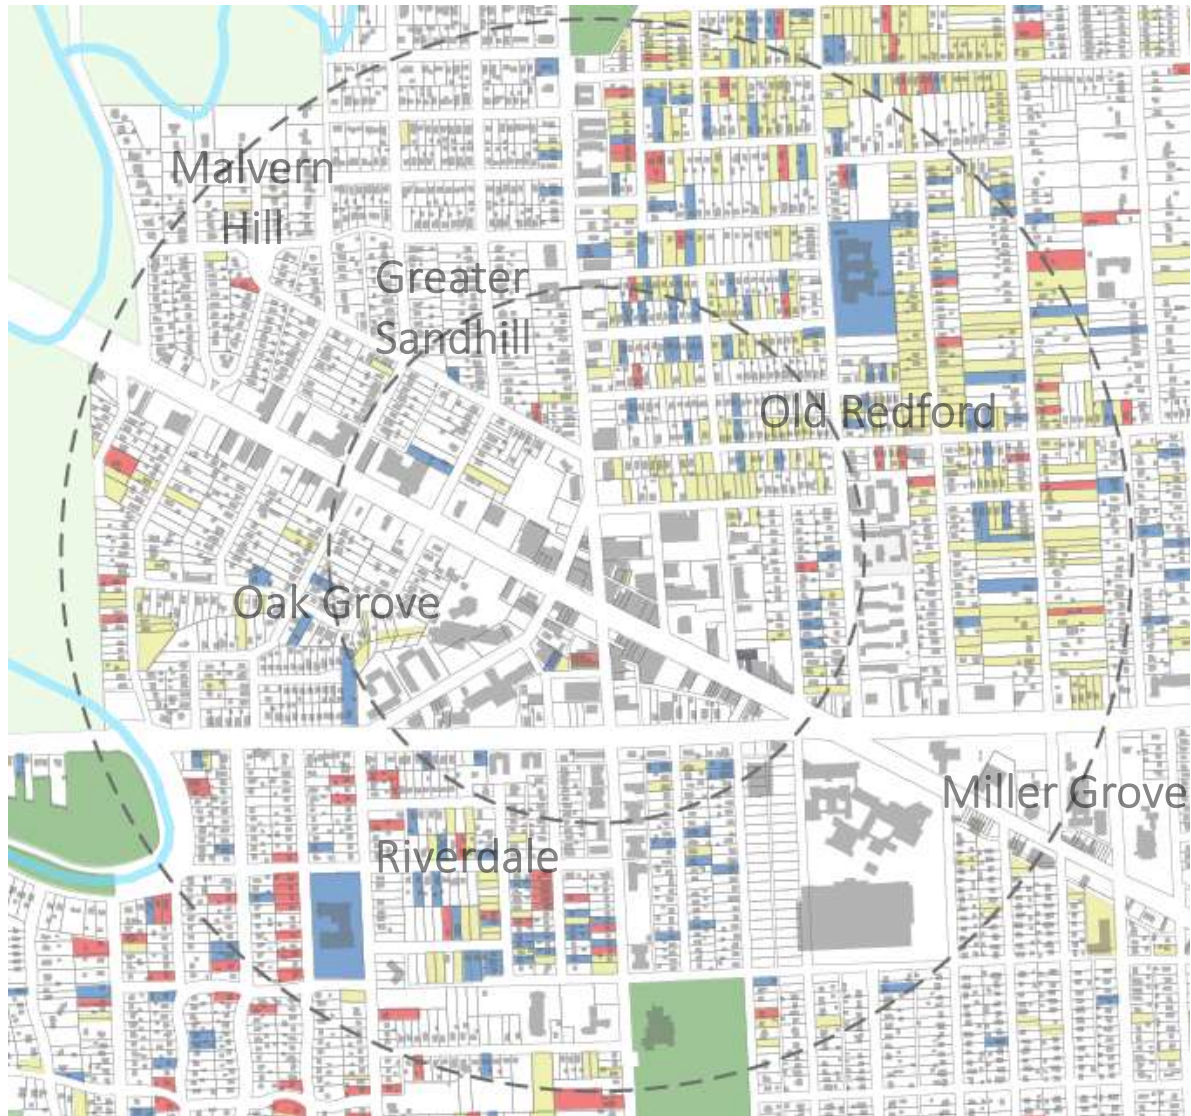 Malvern
Hill
Greater
Sandhill
Old Redford
Oak Grove
Miller Grove
Riverdale